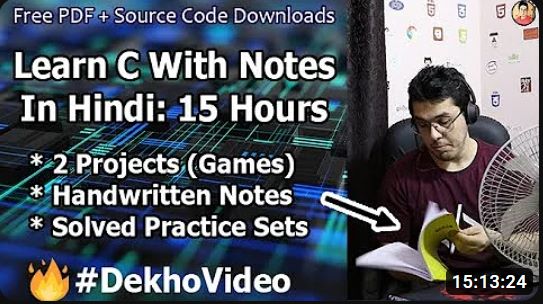 Free PDF + Source Code Downloads
Learn C With Notes
In Hindi: 15 Hours
* 2 Projects (Games)
* Handwritten Notes
* Solved Practice Sets
#DekhoVideo
15:13:24